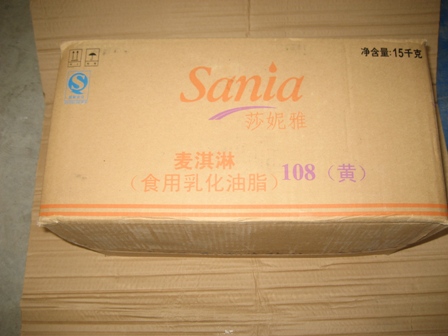 净含量:15千克
Sania
莎妮雅
麦淇淋
(食用乳化油脂) 108 (黄)